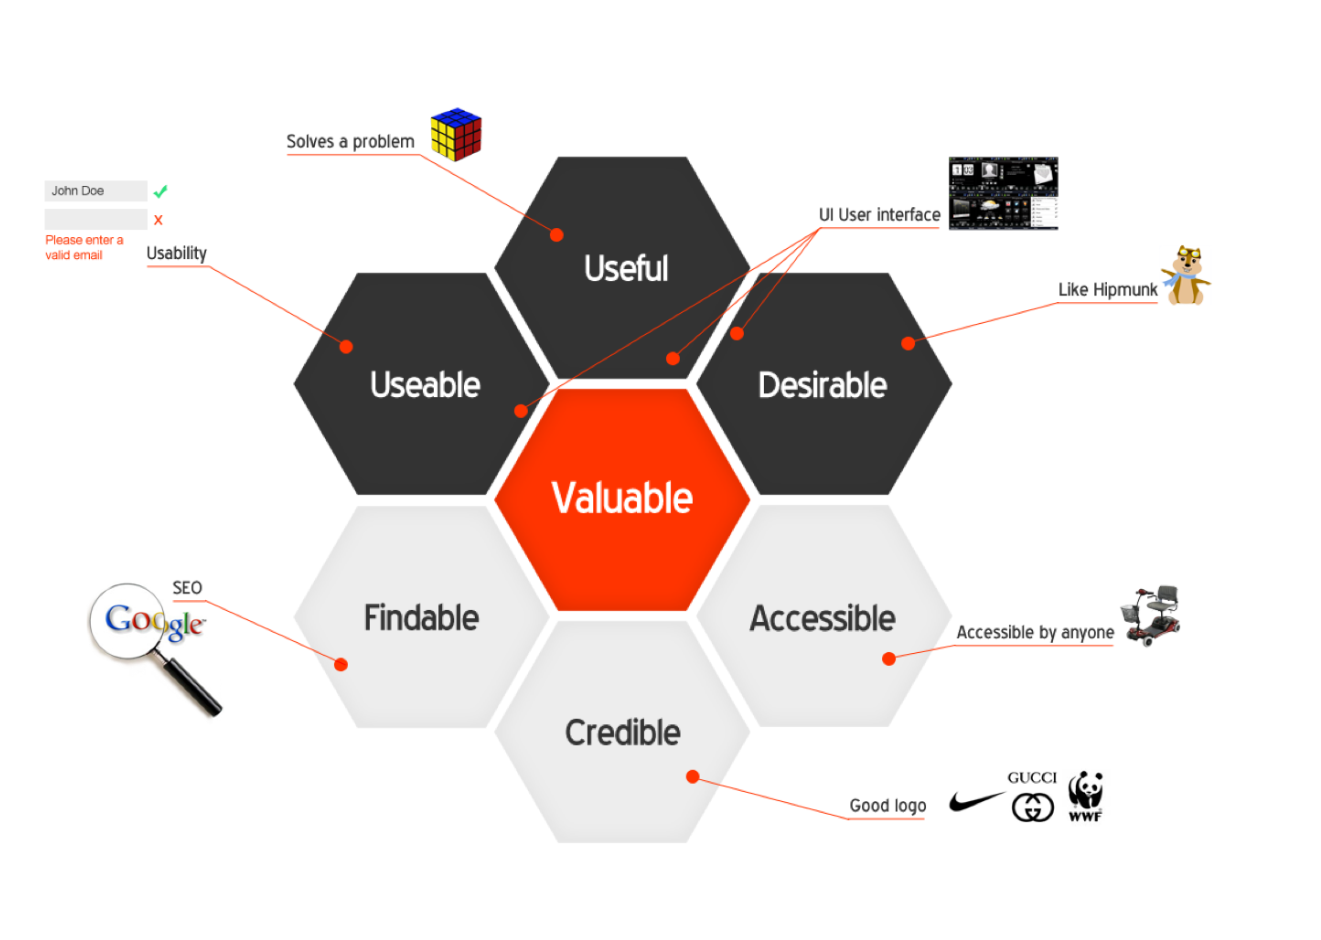 Solves a problem
John Doe
x
Please enter a
valid email
Usability
UI User interface
Like Hipmunk
Useful
Useable
Desirable
Valuable
SEO
Google
Findable
Accessible
Accessible by anyone
Credible
Good logo
GUCCI
WWF